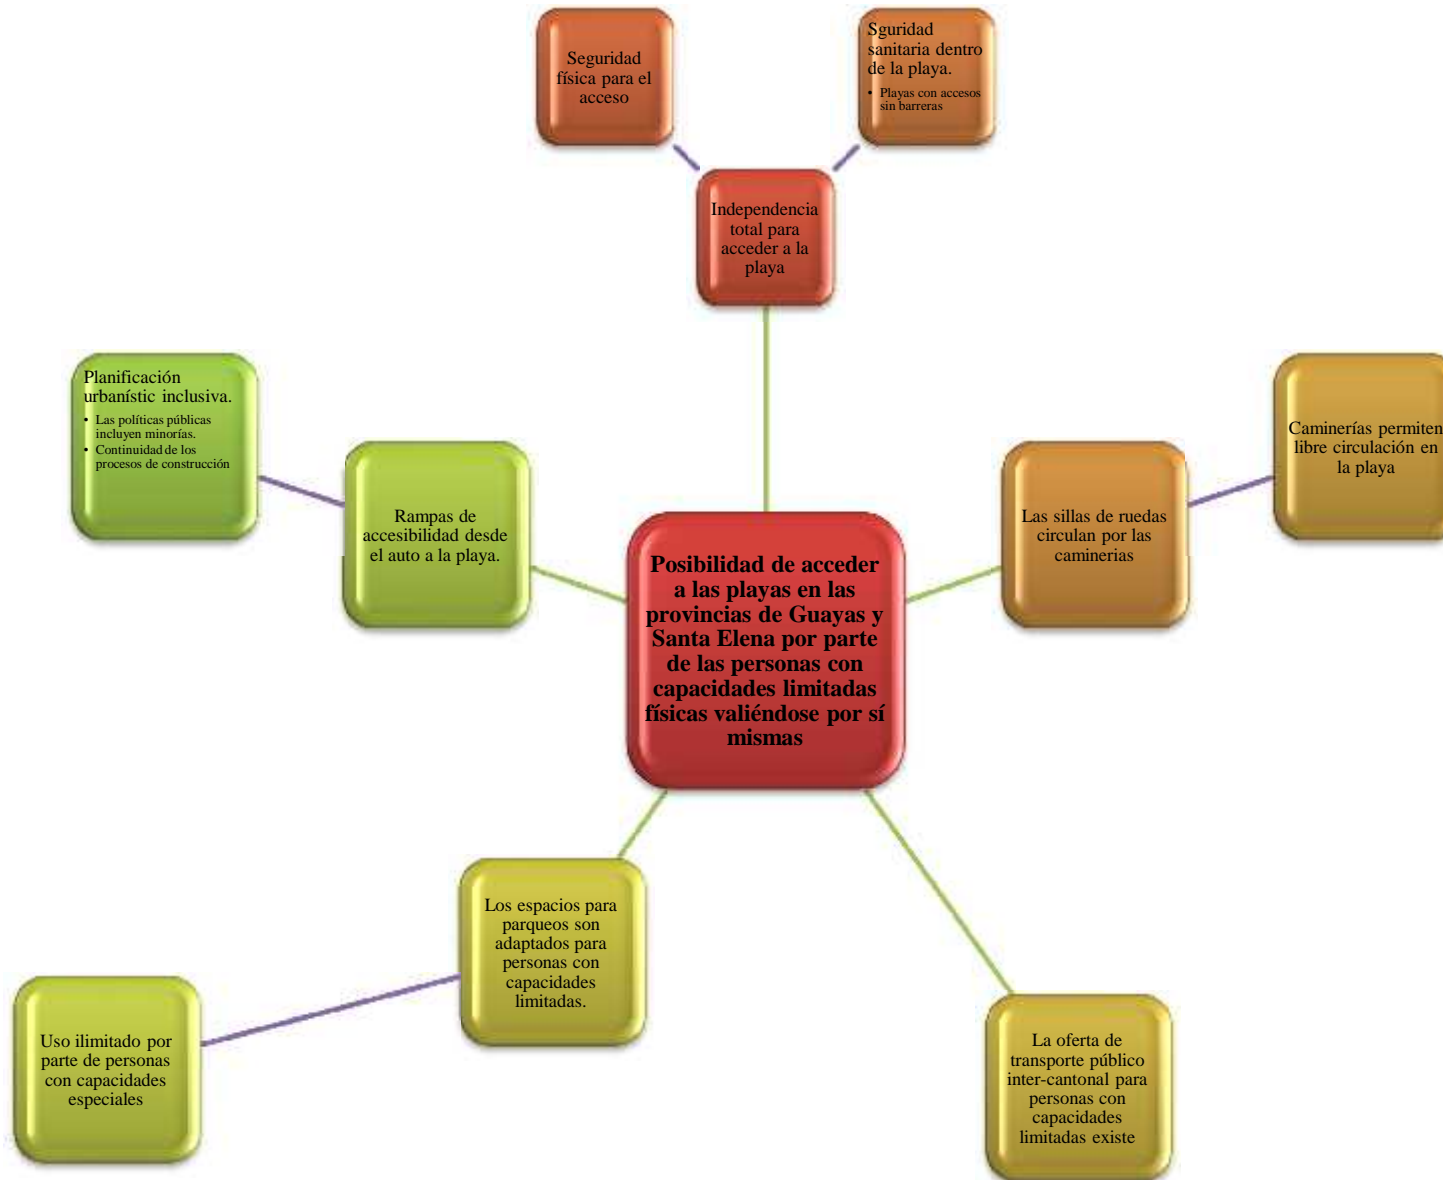 Seguridad
física para el
acceso
Sguridad
sanitaria dentro
de la playa.
• Playas con accesos
sin barreras
Independencia
total para
acceder a la
playa
Planificación
urbanístic inclusiva.
• Las políticas públicas
incluyen minorías.
• Continuidad de los
procesos de construcción
Rampas de
accesibilidad desde
el auto a la playa.
Posibilidad de acceder
a las playas en las
provincias de Guayas y
Santa Elena por parte
de las personas con
capacidades limitadas
físicas valiéndose por sí
mismas
Las sillas de ruedas
circulan por las
caminerias
Caminerías permiten
libre circulación en
la playa
Los espacios para
parqueos son
adaptados para
personas con
capacidades
limitadas.
Uso ilimitado por
parte de personas
con capacidades
especiales
La oferta de
transporte público
inter-cantonal para
personas con
capacidades
limitadas existe